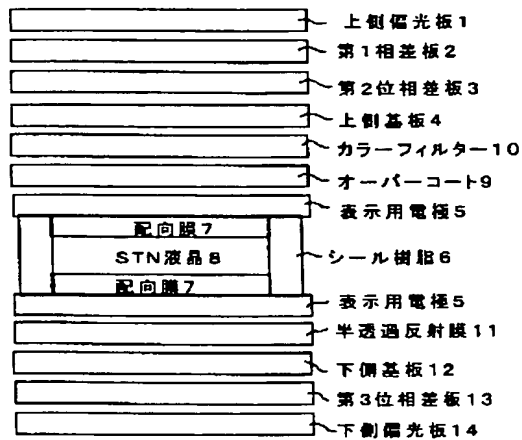 上側偏光板1
第1相差板2
第2位相差板3
上側基板4
カラーフィルター10
オーバーコート9
表示用電極5
配向膜7
STN液晶8
シール樹脂6
配向膜7
表示用電極5
半透過反射膜11
下側基板12
第3位相差板13
下側偏光板14